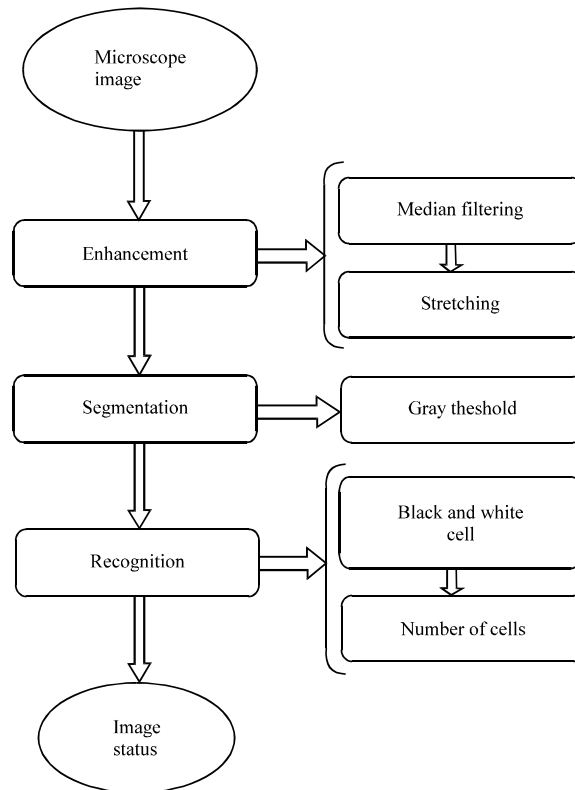 Microscope
image
Enhancement
Median filtering
Stretching
Segmentation
Gray theshold
Recognition
Black and white
cell
Number of cells
Image
status